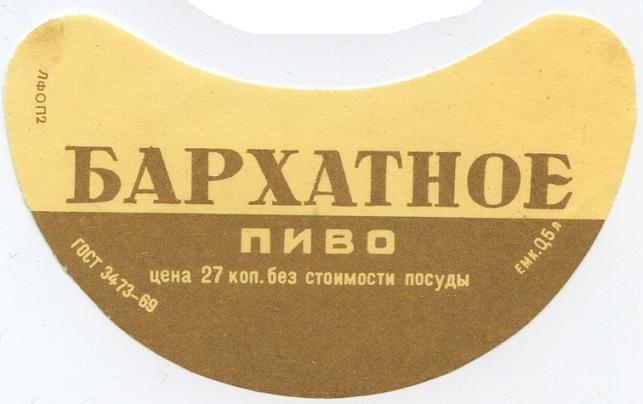 ЛФОП2
БАРХАТНОЕ
ПИВО
цена 27 коп. без стоимости посуды
ГОСТ 3473-69
ЕМК. 0,5 л